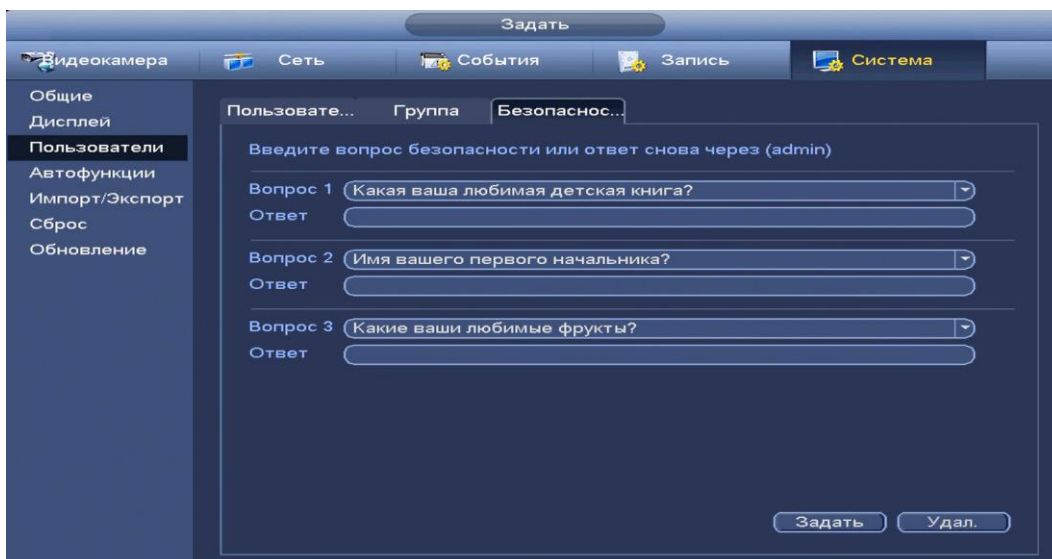 Задать
Видеокамера Сеть События Запись Система
Общие
Дисплей
Пользователи
Автофункции
Импорт/Экспорт
Сброс
Обновление
Пользовате... Группа Безопаснос...
Введите вопрос безопасности или ответ снова через (admin)
Вопрос 1 Какая ваша любимая детская книга?
Ответ
Вопрос 2 Имя вашего первого начальника?
Ответ
Вопрос 3 Какие ваши любимые фрукты?
Ответ
Задать Удал.